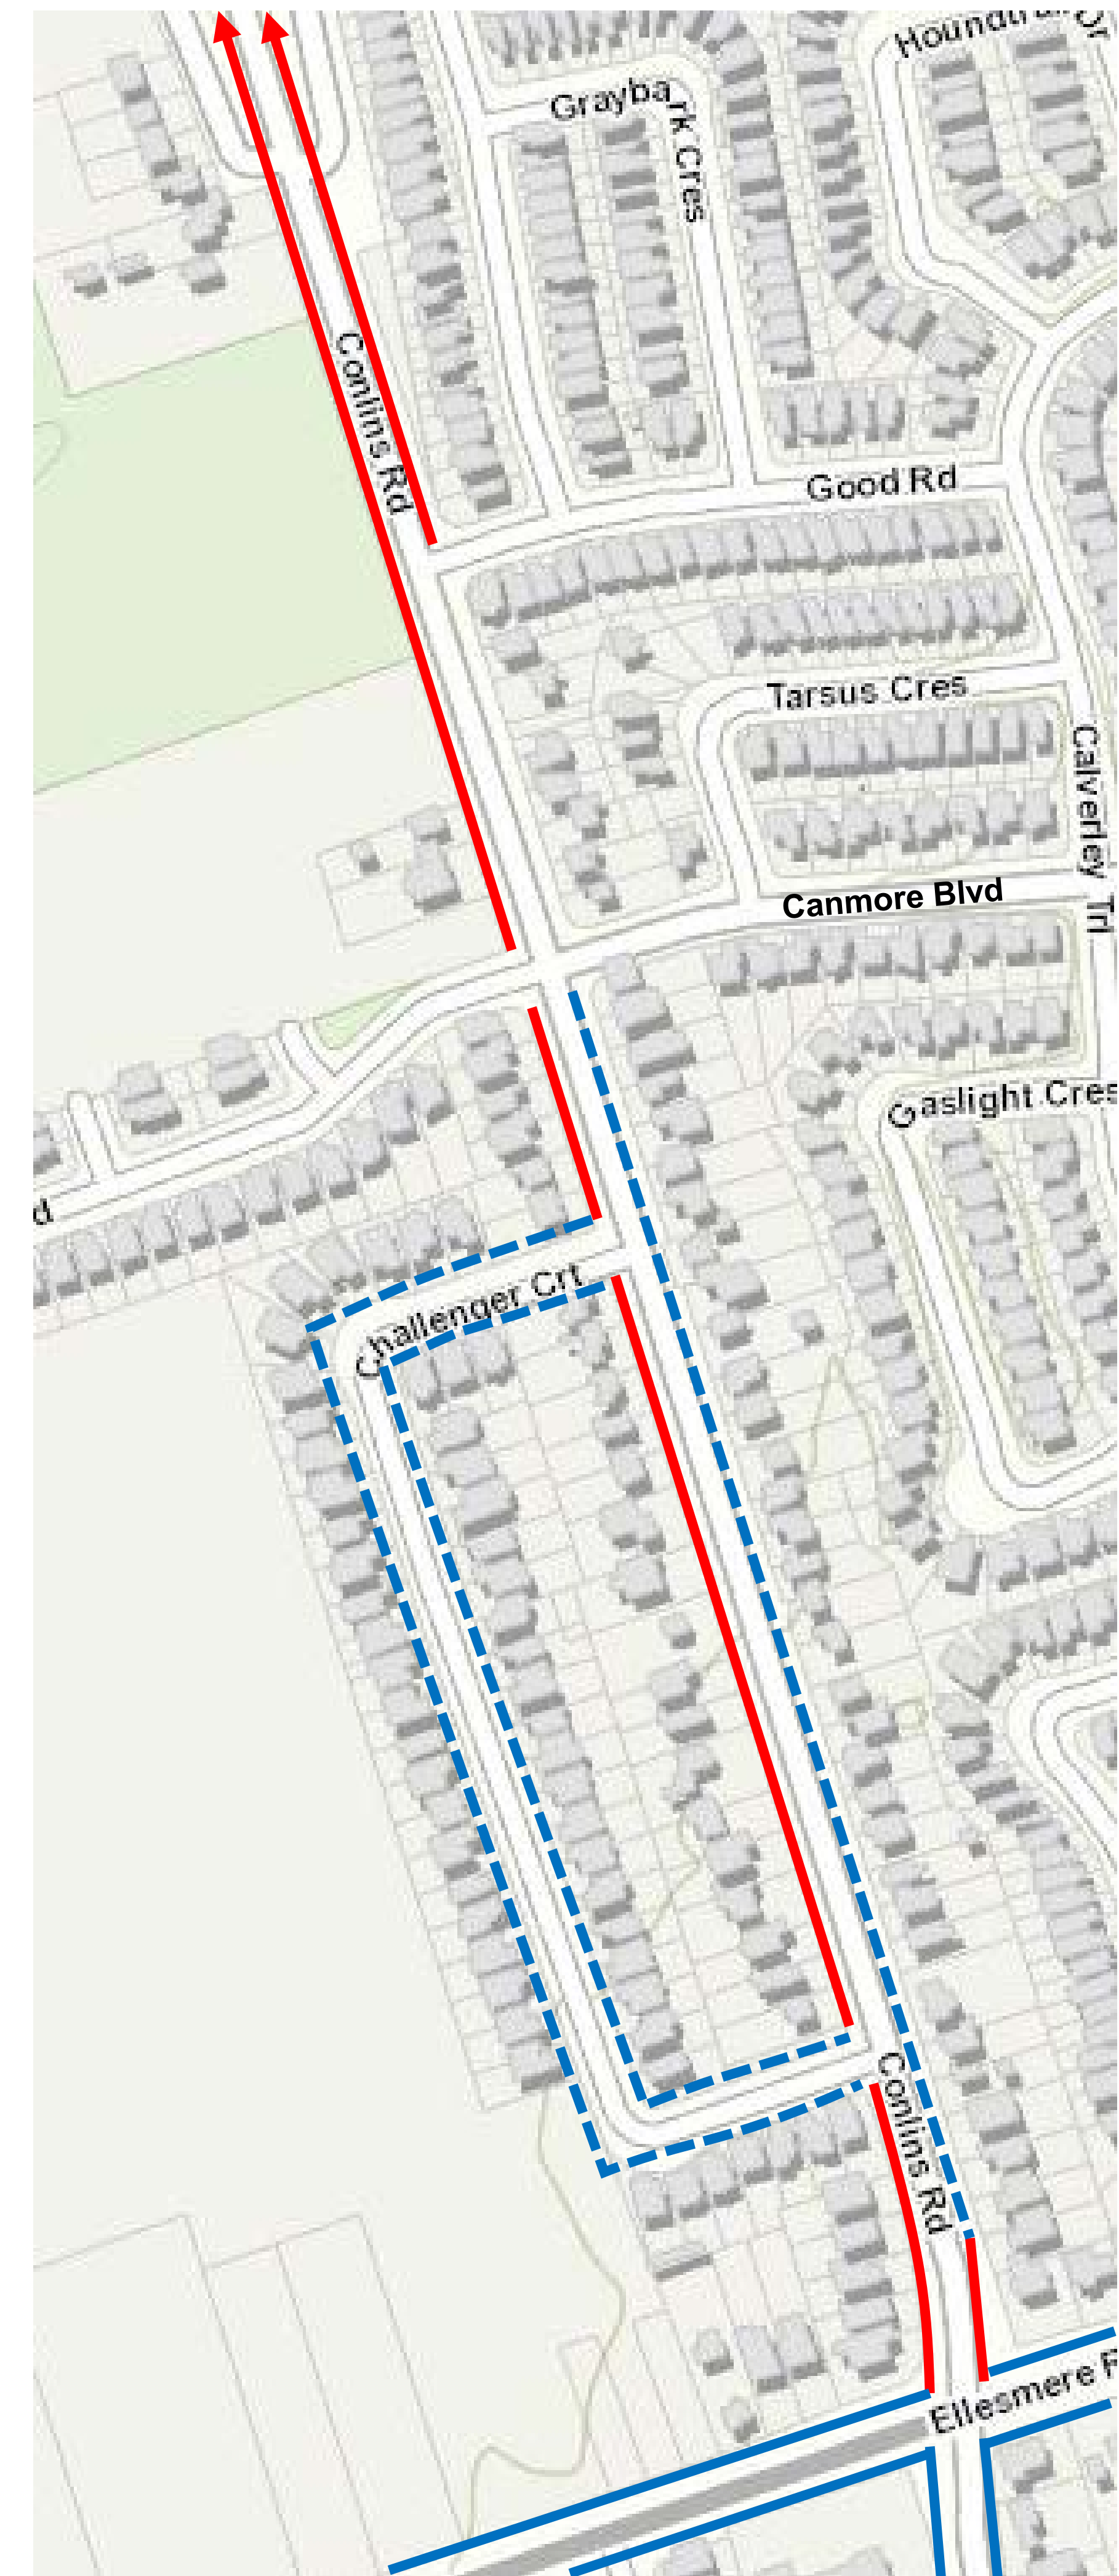 Houndtrail Dr
Graybark Cres
Conlins Rd
Good Rd
Tarsus Cres
Calverley Trl
Canmore Blvd
Gaslight Cres
d
Challenger Crt
Conlins Rd
Ellesmere R